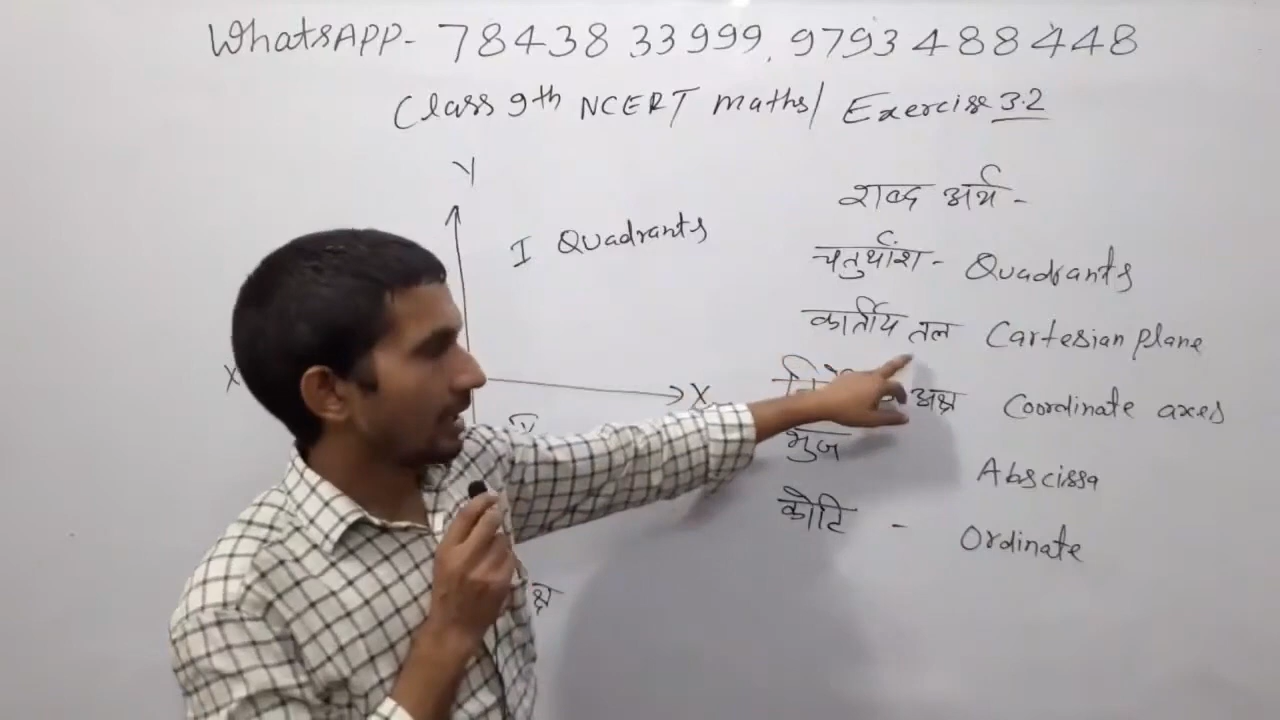 WhatsAPP- 78438 33999, 9793488448
Class 9th NCERT maths/ Exercise 3.2
Y
I Quadrants
X
X
शब्द अर्थ -
चतुर्थांश - Quadrants
कार्तीय तल Cartesian plane
अक्ष Coordinate axes
भुज Abscissa
कोटि - Ordinate